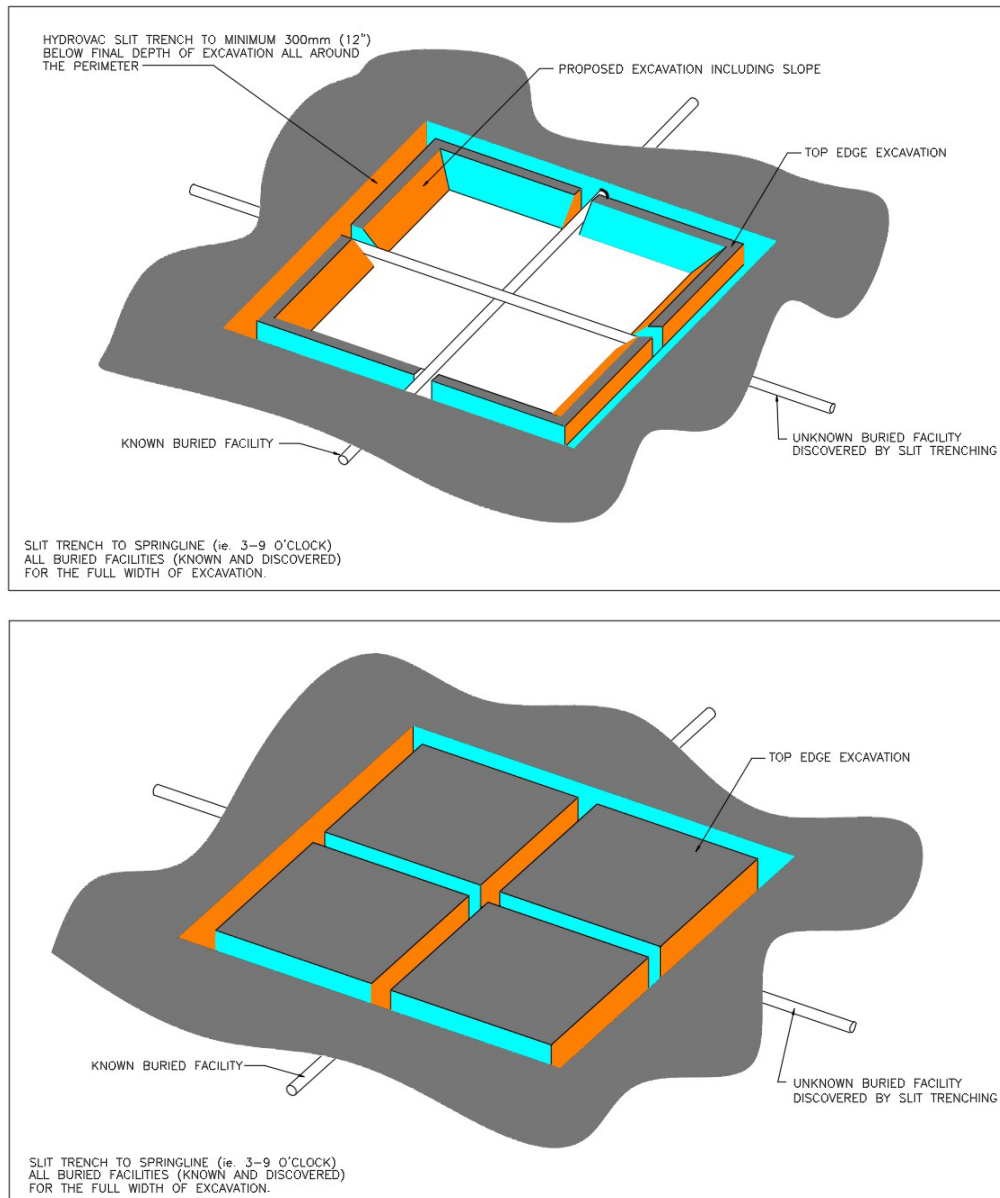 HYDROVAC SLIT TRENCH TO MINIMUM 300mm (12")
BELOW FINAL DEPTH OF EXCAVATION ALL AROUND
THE PERIMETER
PROPOSED EXCAVATION INCLUDING SLOPE
TOP EDGE EXCAVATION
KNOWN BURIED FACILITY
UNKNOWN BURIED FACILITY
DISCOVERED BY SLIT TRENCHING
SLIT TRENCH TO SPRINGLINE (ie. 3-9 O'CLOCK)
ALL BURIED FACILITIES (KNOWN AND DISCOVERED)
FOR THE FULL WIDTH OF EXCAVATION.
TOP EDGE EXCAVATION
KNOWN BURIED FACILITY
UNKNOWN BURIED FACILITY
DISCOVERED BY SLIT TRENCHING
SLIT TRENCH TO SPRINGLINE (ie. 3-9 O'CLOCK)
ALL BURIED FACILITIES (KNOWN AND DISCOVERED)
FOR THE FULL WIDTH OF EXCAVATION.